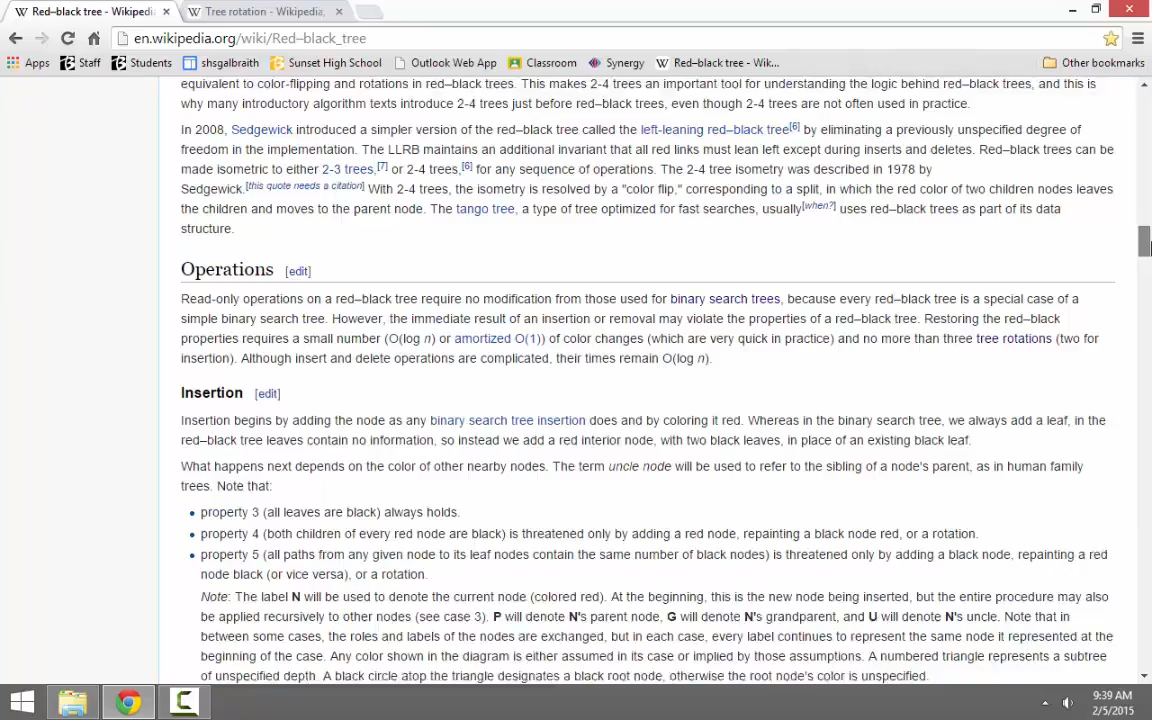 Red–black tree - Wikipedi
Tree rotation - Wikipedia,
en.wikipedia.org/wiki/Red–black_tree
Apps
Staff
Students
shsgalbraith
Sunset High School
Outlook Web App
Classroom
Synergy
Red–black tree - Wik...
Other bookmarks
equivalent to color-flipping and rotations in red–black trees. This makes 2-4 trees an important tool for understanding the logic behind red–black trees, and this is
why many introductory algorithm texts introduce 2-4 trees just before red–black trees, even though 2-4 trees are not often used in practice.
In 2008, Sedgewick introduced a simpler version of the red–black tree called the left-leaning red–black tree[6] by eliminating a previously unspecified degree of
freedom in the implementation. The LLRB maintains an additional invariant that all red links must lean left except during inserts and deletes. Red–black trees can be
made isometric to either 2-3 trees,[7] or 2-4 trees,[6] for any sequence of operations. The 2-4 tree isometry was described in 1978 by
Sedgewick.[this quote needs a citation] With 2-4 trees, the isometry is resolved by a "color flip," corresponding to a split, in which the red color of two children nodes leaves
the children and moves to the parent node. The tango tree, a type of tree optimized for fast searches, usually[when?] uses red–black trees as part of its data
structure.
Operations [edit]
Read-only operations on a red–black tree require no modification from those used for binary search trees, because every red–black tree is a special case of a
simple binary search tree. However, the immediate result of an insertion or removal may violate the properties of a red–black tree. Restoring the red–black
properties requires a small number (O(log n) or amortized O(1)) of color changes (which are very quick in practice) and no more than three tree rotations (two for
insertion). Although insert and delete operations are complicated, their times remain O(log n).
Insertion [edit]
Insertion begins by adding the node as any binary search tree insertion does and by coloring it red. Whereas in the binary search tree, we always add a leaf, in the
red–black tree leaves contain no information, so instead we add a red interior node, with two black leaves, in place of an existing black leaf.
What happens next depends on the color of other nearby nodes. The term uncle node will be used to refer to the sibling of a node's parent, as in human family
trees. Note that:
• property 3 (all leaves are black) always holds.
• property 4 (both children of every red node are black) is threatened only by adding a red node, repainting a black node red, or a rotation.
• property 5 (all paths from any given node to its leaf nodes contain the same number of black nodes) is threatened only by adding a black node, repainting a red
node black (or vice versa), or a rotation.
Note: The label N will be used to denote the current node (colored red). At the beginning, this is the new node being inserted, but the entire procedure may also
be applied recursively to other nodes (see case 3). P will denote N's parent node, G will denote N's grandparent, and U will denote N's uncle. Note that in
between some cases, the roles and labels of the nodes are exchanged, but in each case, every label continues to represent the same node it represented at the
beginning of the case. Any color shown in the diagram is either assumed in its case or implied by those assumptions. A numbered triangle represents a subtree
of unspecified depth. A black circle atop the triangle designates a black root node, otherwise the root node's color is unspecified.
9:39 AM
2/5/2015